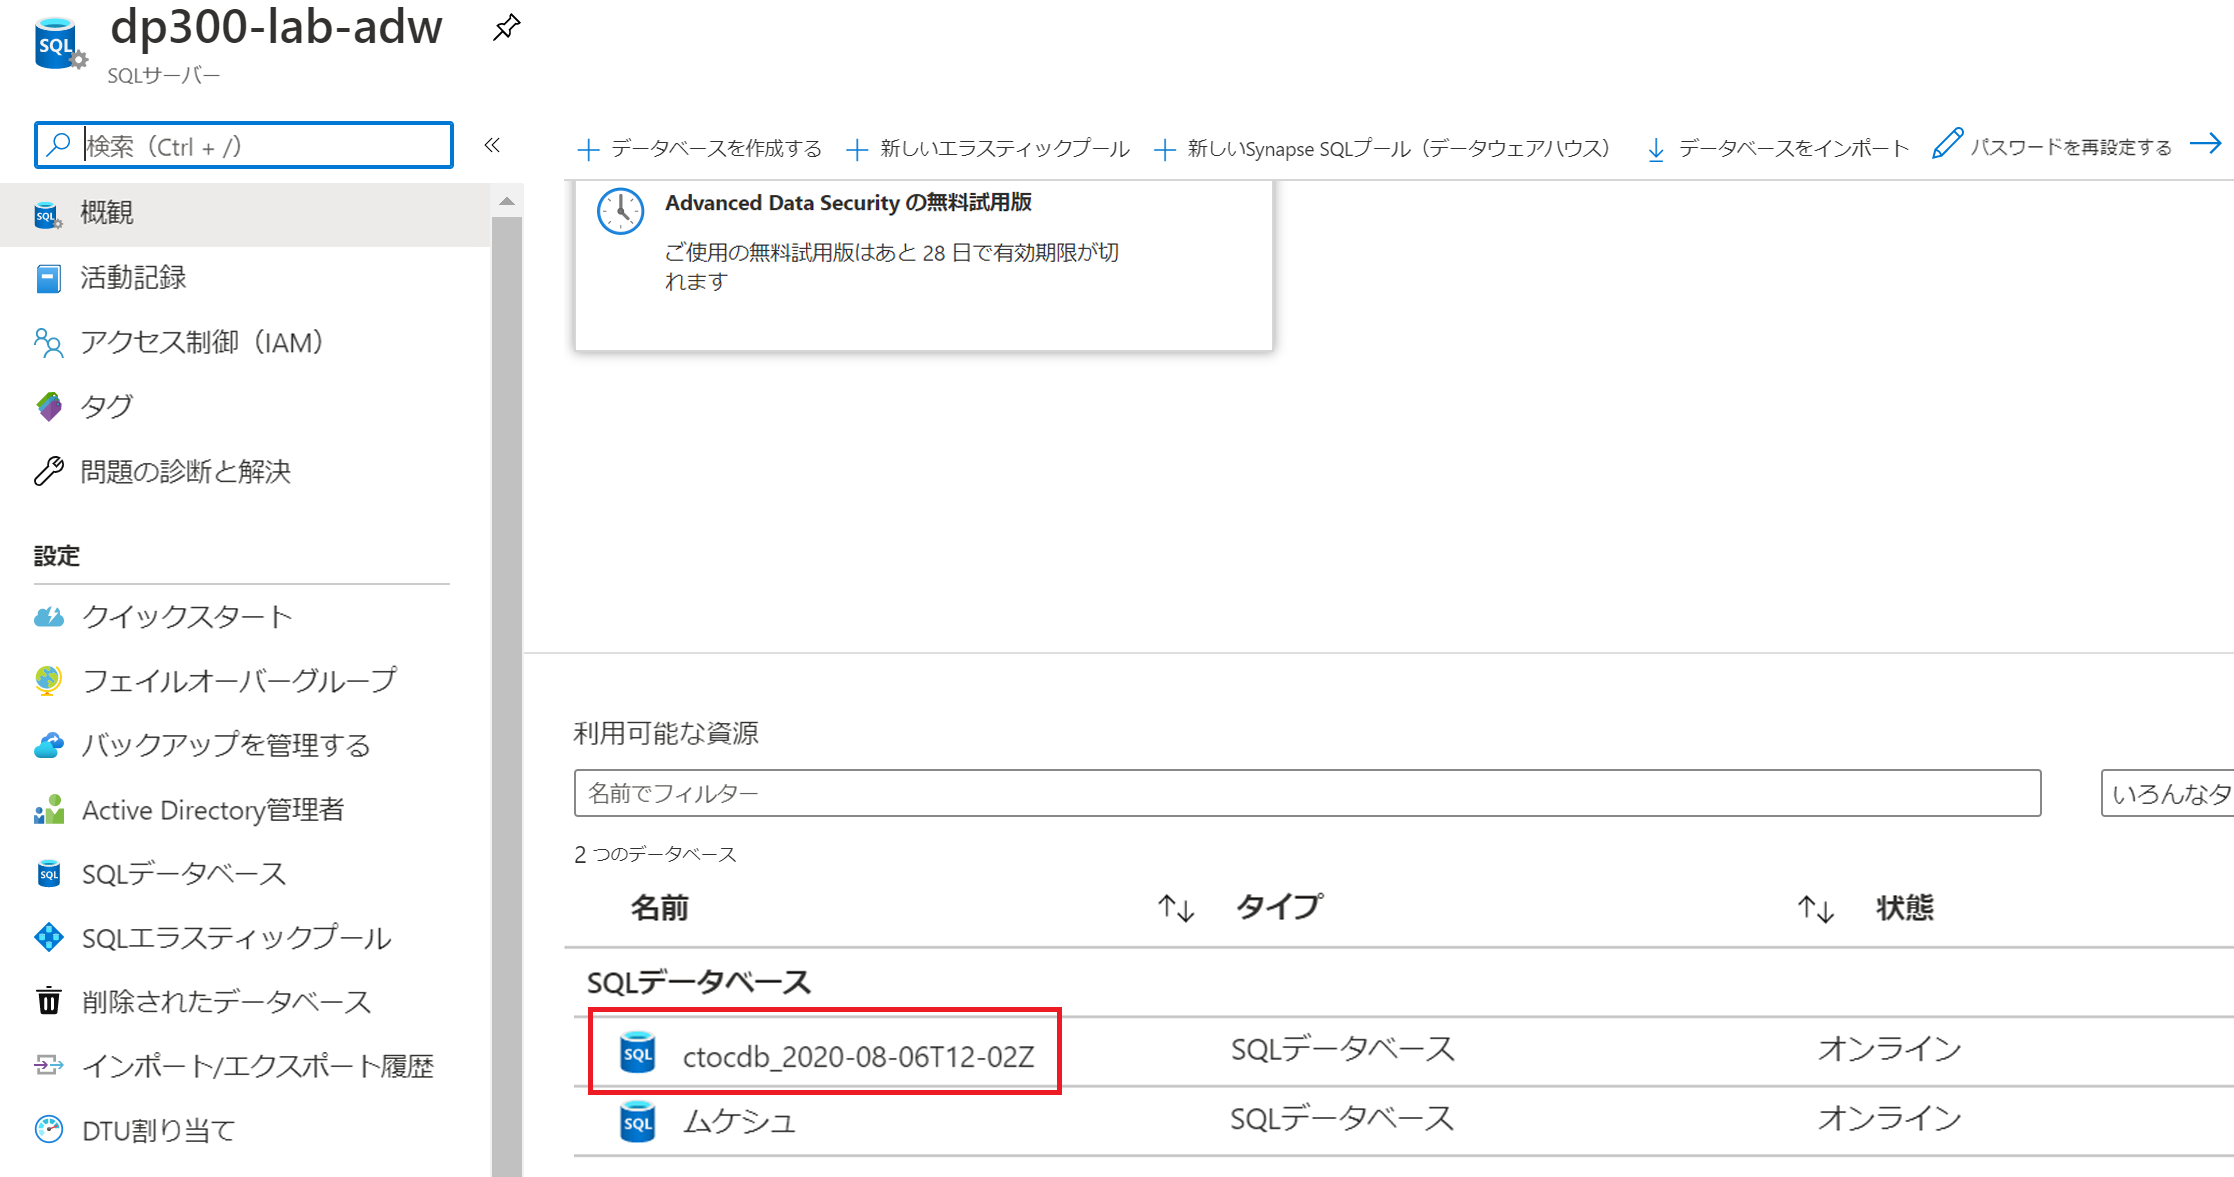 dp300-lab-adw
SQLサーバー
検索（Ctrl + /）
«
概観
活動記録
アクセス制御（IAM）
タグ
問題の診断と解決
設定
クイックスタート
フェイルオーバーグループ
バックアップを管理する
Active Directory管理者
SQLデータベース
SQLエラスティックプール
削除されたデータベース
インポート/エクスポート履歴
DTU割り当て
データベースを作成する 新しいエラスティックプール 新しいSynapse SQLプール（データウェアハウス） データベースをインポート パスワードを再設定する
Advanced Data Security の無料試用版
ご使用の無料試用版はあと 28 日で有効期限が切
れます
利用可能な資源
名前でフィルター いろんなタ
2 つのデータベース
名前 タイプ 状態
SQLデータベース
ctocdb_2020-08-06T12-02Z SQLデータベース オンライン
ムケシュ SQLデータベース オンライン